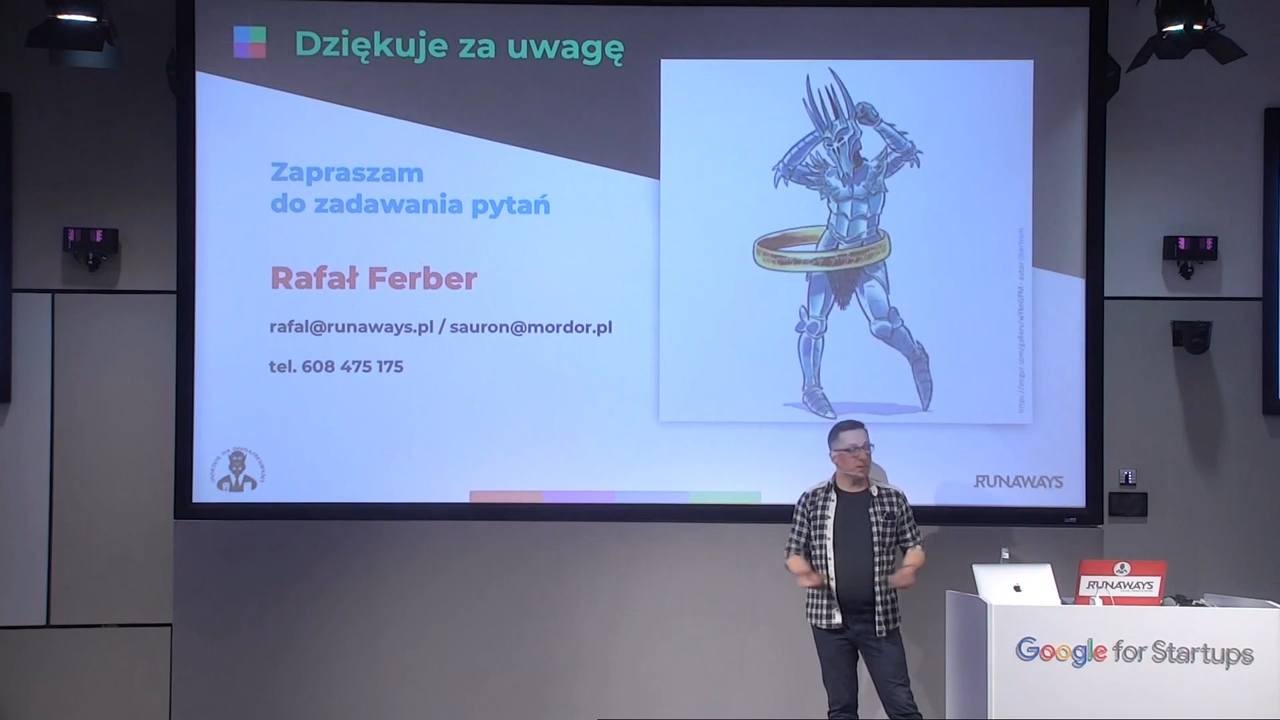 Dziękuje za uwagę
Zapraszam
do zadawania pytań
Rafał Ferber
rafal@runaways.pl / sauron@mordor.pl
tel. 608 475 175
RUNAWAYS
RUNAWAYS
Google for Startups